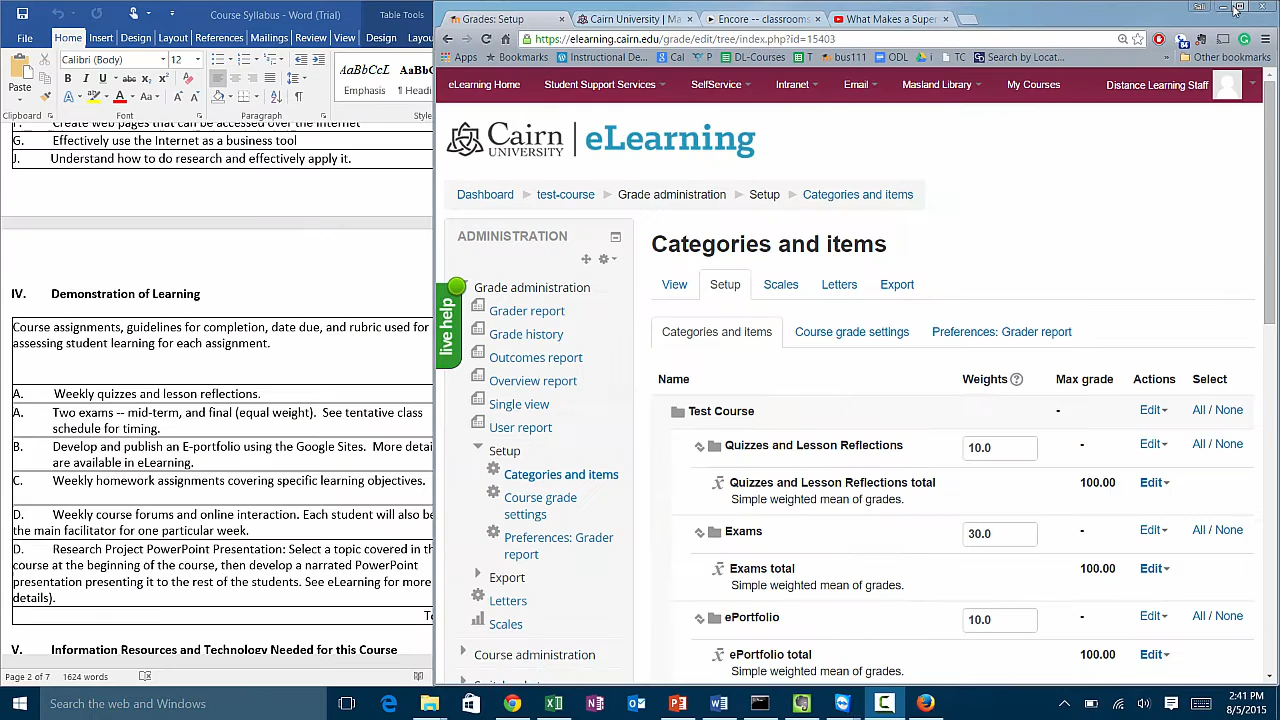 Course Syllabus - Word (Trial)
Table Tools
File
Home
Insert
Design
Layout
References
Mailings
Review
View
Design
Calibri (Body)
12
Paste
AaBbCcL
Emphasis
¶ Headi
Clipboard
Font
Paragraph
Create web pages that can be accessed over the Internet
G. Effectively use the Internet as a business tool
J. Understand how to do research and effectively apply it.
IV. Demonstration of Learning
Course assignments, guidelines for completion, date due, and rubric used for
assessing student learning for each assignment.
A. Weekly quizzes and lesson reflections.
A. Two exams -- mid-term, and final (equal weight). See tentative class
schedule for timing.
B. Develop and publish an E-portfolio using the Google Sites. More detai
are available in eLearning.
C. Weekly homework assignments covering specific learning objectives.
D. Weekly course forums and online interaction. Each student will also be
the main facilitator for one particular week.
D. Research Project PowerPoint Presentation: Select a topic covered in th
course at the beginning of the course, then develop a narrated PowerPoint
presentation presenting it to the rest of the students. See eLearning for more
details).
V. Information Resources and Technology Needed for this Course
Page 2 of 7 1624 words
Grades: Setup
Cairn University | Ma
Encore -- classrooms
What Makes a Super
https://elearning.cairn.edu/grade/edit/tree/index.php?id=15403
Apps
Bookmarks
Instructional De
Cal
P
DL-Courses
Traffic
bus111
ODL
i
TC
Search by Locat...
»
Other bookmarks
eLearning Home
Student Support Services
SelfService
Intranet
Email
Masland Library
My Courses
Distance Learning Staff
Cairn
UNIVERSITY
eLearning
Dashboard
test-course
Grade administration
Setup
Categories and items
ADMINISTRATION
Grade administration
Grader report
Grade history
Outcomes report
Overview report
Single view
User report
Setup
Categories and items
Course grade
settings
Preferences: Grader
report
Export
Letters
Scales
Course administration
live help
Categories and items
View
Setup
Scales
Letters
Export
Categories and items
Course grade settings
Preferences: Grader report
Name Weights Max grade Actions Select
Test Course - Edit All / None
Quizzes and Lesson Reflections 10.0 - Edit All / None
Quizzes and Lesson Reflections total 100.00 Edit
Simple weighted mean of grades.
Exams 30.0 - Edit All / None
Exams total 100.00 Edit
Simple weighted mean of grades.
ePortfolio 10.0 - Edit All / None
ePortfolio total 100.00 Edit
Simple weighted mean of grades.
Search the web and Windows
2:41 PM
8/5/2015